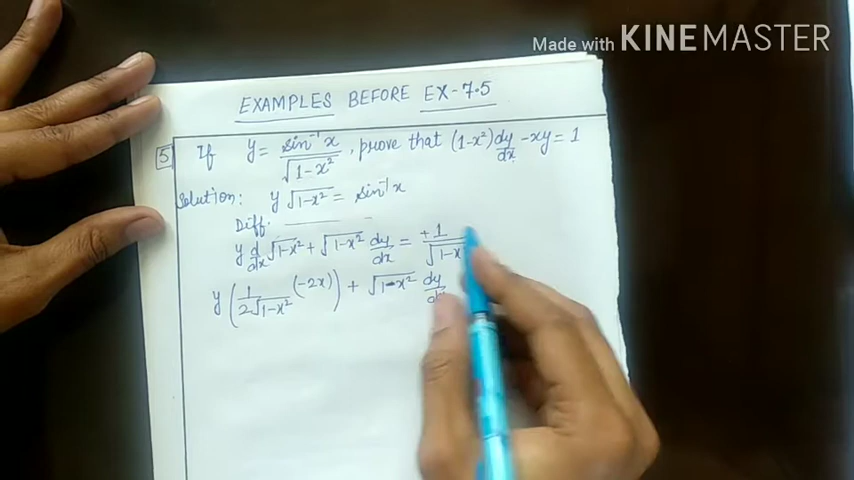 Made with KINEMASTER
EXAMPLES BEFORE EX-7.5
5 If y = sin⁻¹x / √(1-x²), prove that (1-x²) dy/dx - xy = 1
Solution: y √(1-x²) = sin⁻¹x
Diff.
y d/dx √(1-x²) + √(1-x²) dy/dx = +1 / √(1-x
y (1 / 2√(1-x²) (-2x)) + √(1-x²) dy/d